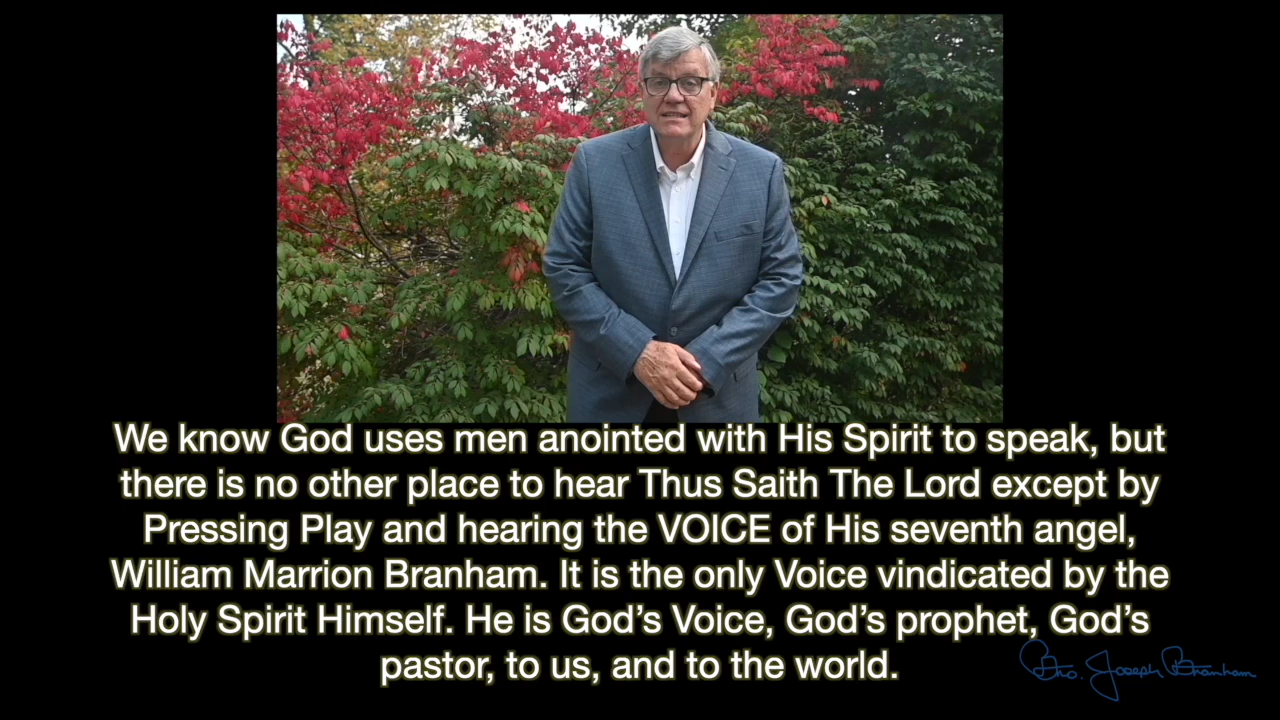 We know God uses men anointed with His Spirit to speak, but
there is no other place to hear Thus Saith The Lord except by
Pressing Play and hearing the VOICE of His seventh angel,
William Marrion Branham. It is the only Voice vindicated by the
Holy Spirit Himself. He is God’s Voice, God’s prophet, God’s
pastor, to us, and to the world.
Bro. Joseph Branham